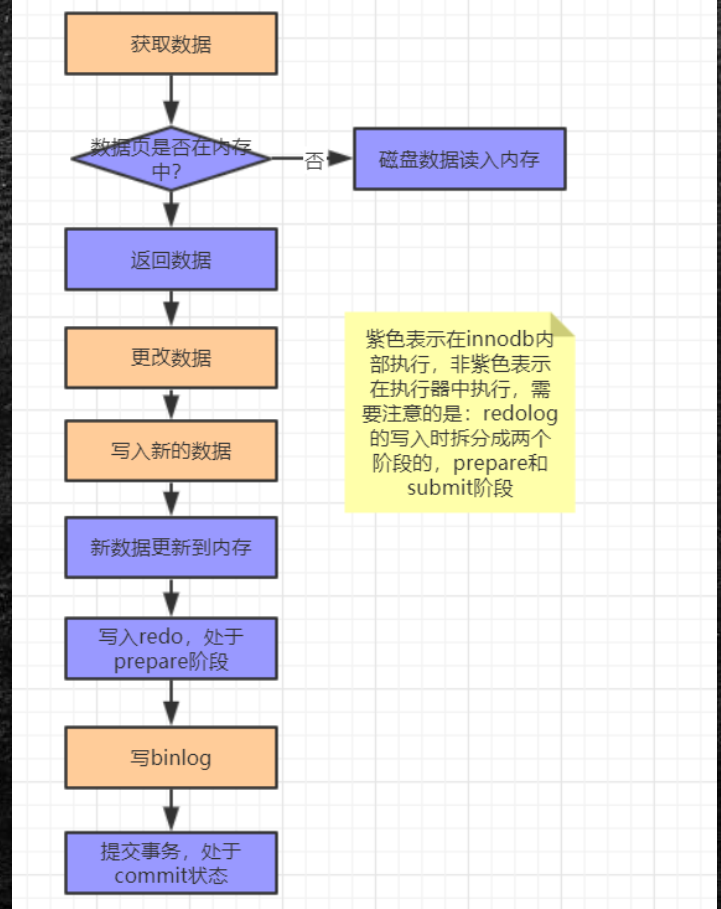 获取数据
数据页是否在内存
中?
否
磁盘数据读入内存
返回数据
更改数据
写入新的数据
新数据更新到内存
写入redo，处于
prepare阶段
写binlog
提交事务，处于
commit状态
紫色表示在innodb内
部执行，非紫色表示
在执行器中执行，需
要注意的是：redolog
的写入时拆分成两个
阶段的，prepare和
submit阶段